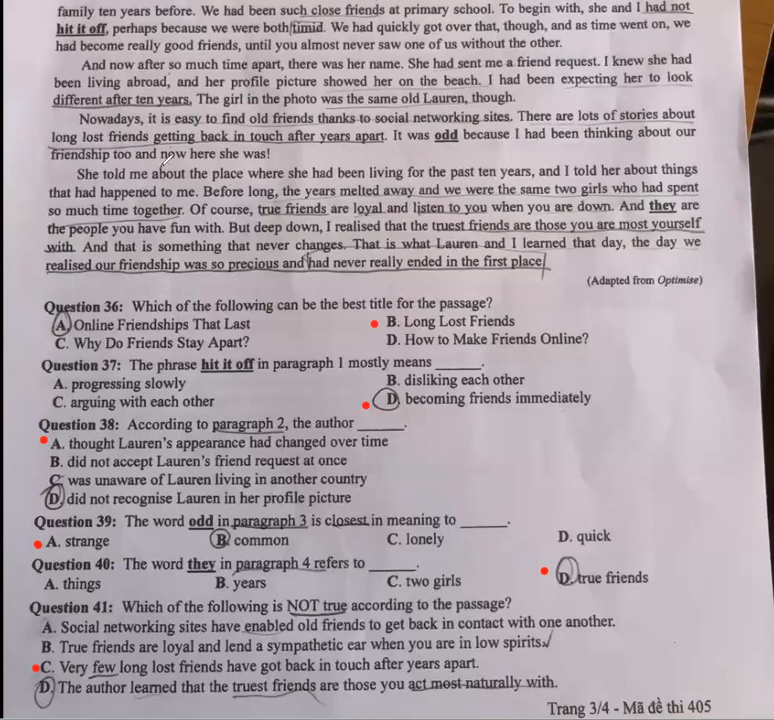 family ten years before. We had been such close friends at primary school. To begin with, she and I had not
hit it off, perhaps because we were both timid. We had quickly got over that, though, and as time went on, we
had become really good friends, until you almost never saw one of us without the other.
And now after so much time apart, there was her name. She had sent me a friend request. I knew she had
been living abroad, and her profile picture showed her on the beach. I had been expecting her to look
different after ten years. The girl in the photo was the same old Lauren, though.
Nowadays, it is easy to find old friends thanks to social networking sites. There are lots of stories about
long lost friends getting back in touch after years apart. It was odd because I had been thinking about our
friendship too and now here she was!
She told me about the place where she had been living for the past ten years, and I told her about things
that had happened to me. Before long, the years melted away and we were the same two girls who had spent
so much time together. Of course, true friends are loyal and listen to you when you are down. And they are
the people you have fun with. But deep down, I realised that the truest friends are those you are most yourself
with. And that is something that never changes. That is what Lauren and I learned that day, the day we
realised our friendship was so precious and had never really ended in the first place.
(Adapted from Optimise)
Question 36: Which of the following can be the best title for the passage?
A. Online Friendships That Last B. Long Lost Friends
C. Why Do Friends Stay Apart? D. How to Make Friends Online?
Question 37: The phrase hit it off in paragraph 1 mostly means ______.
A. progressing slowly B. disliking each other
C. arguing with each other D. becoming friends immediately
Question 38: According to paragraph 2, the author ______.
A. thought Lauren's appearance had changed over time
B. did not accept Lauren's friend request at once
C. was unaware of Lauren living in another country
D. did not recognise Lauren in her profile picture
Question 39: The word odd in paragraph 3 is closest in meaning to ______.
A. strange B. common C. lonely D. quick
Question 40: The word they in paragraph 4 refers to ______.
A. things B. years C. two girls D. true friends
Question 41: Which of the following is NOT true according to the passage?
A. Social networking sites have enabled old friends to get back in contact with one another.
B. True friends are loyal and lend a sympathetic ear when you are in low spirits.
C. Very few long lost friends have got back in touch after years apart.
D. The author learned that the truest friends are those you act most naturally with.
Trang 3/4 - Mã đề thi 405